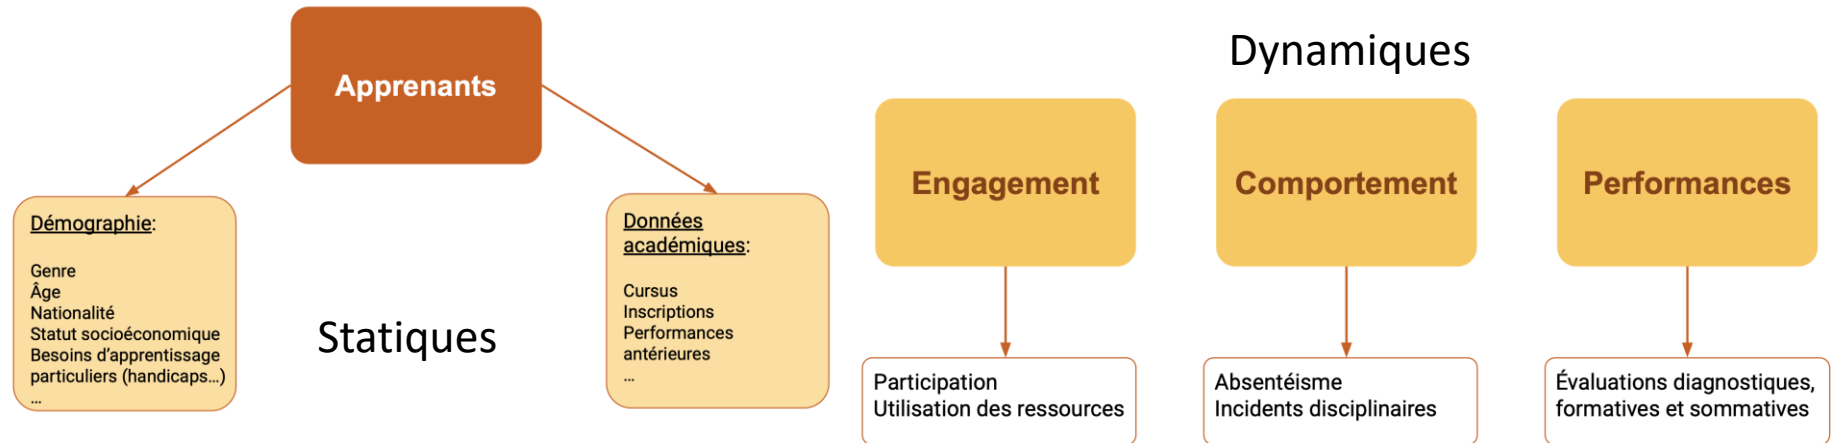 Apprenants
Démographie:
Genre
Âge
Nationalité
Statut socioéconomique
Besoins d'apprentissage
particuliers (handicaps...)
...
Statiques
Données
académiques:
Cursus
Inscriptions
Performances
antérieures
...
Dynamiques
Engagement
Participation
Utilisation des ressources
Comportement
Absentéisme
Incidents disciplinaires
Performances
Évaluations diagnostiques,
formatives et sommatives